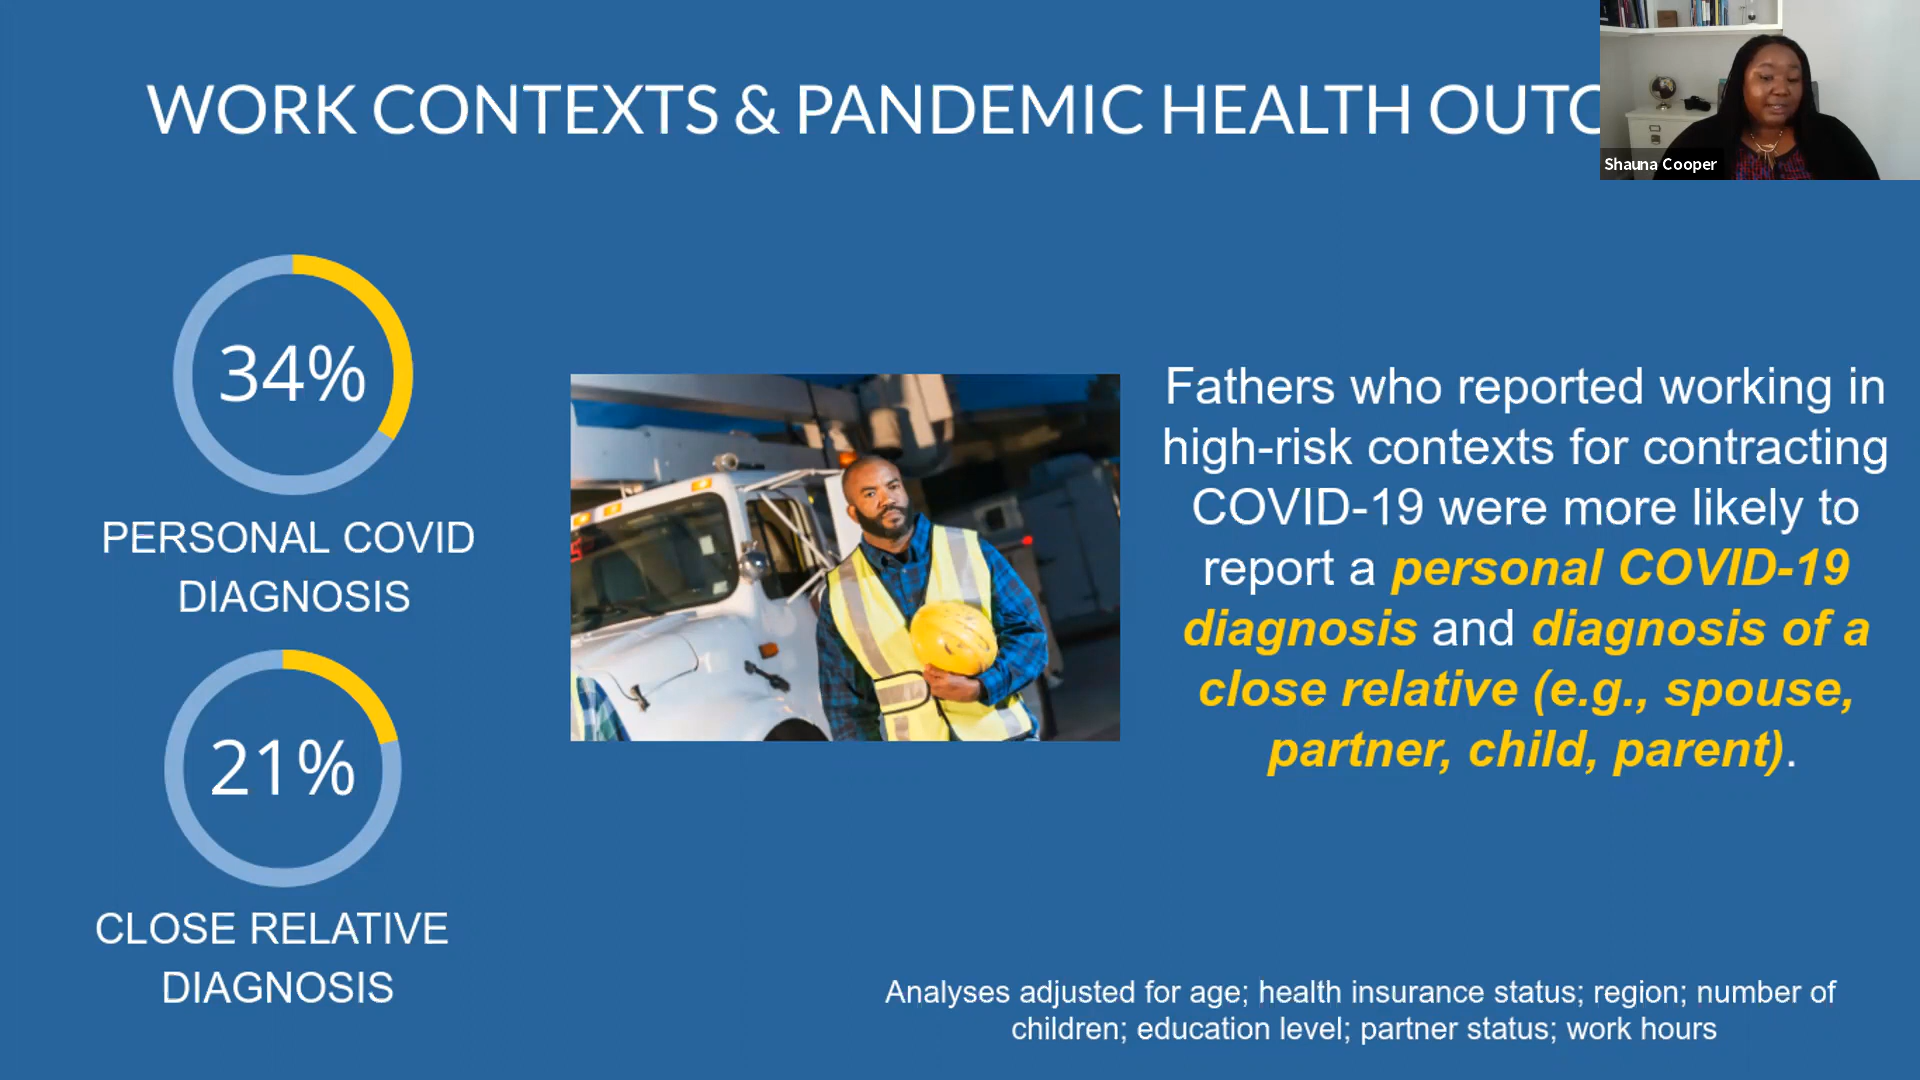 WORK CONTEXTS & PANDEMIC HEALTH
Shauna Cooper
34%
PERSONAL COVID
DIAGNOSIS
21%
CLOSE RELATIVE
DIAGNOSIS
Fathers who reported working in
high-risk contexts for contracting
COVID-19 were more likely to
report a personal COVID-19
diagnosis and diagnosis of a
close relative (e.g., spouse,
partner, child, parent).
Analyses adjusted for age; health insurance status; region; number of
children; education level; partner status; work hours